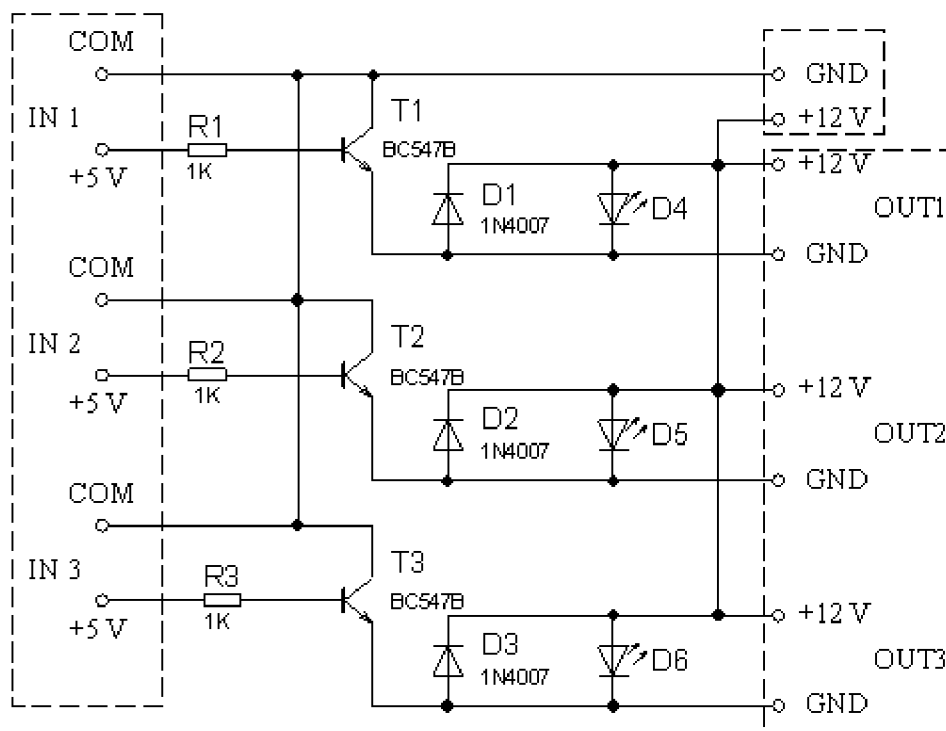 COM
GND
IN 1
R1
T1
+12 V
1K
BC547B
+5 V
+12 V
D1
D4
OUT1
1N4007
GND
COM
IN 2
R2
T2
1K
BC547B
+5 V
+12 V
D2
D5
OUT2
1N4007
GND
COM
IN 3
R3
T3
1K
BC547B
+5 V
+12 V
D3
D6
OUT3
1N4007
GND